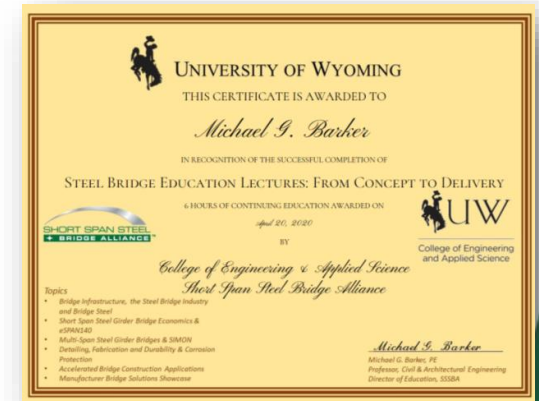 UNIVERSITY OF WYOMING
THIS CERTIFICATE IS AWARDED TO
Michael G. Barker
IN RECOGNITION OF THE SUCCESSFUL COMPLETION OF
STEEL BRIDGE EDUCATION LECTURES: FROM CONCEPT TO DELIVERY
6 HOURS OF CONTINUING EDUCATION AWARDED ON
April 20, 2020
BY
SHORT SPAN STEEL
BRIDGE ALLIANCE
UW
College of Engineering
and Applied Science
College of Engineering & Applied Science
Short Span Steel Bridge Alliance
Topics
• Bridge Infrastructure, the Steel Bridge Industry
and Bridge Steel
• Short Span Steel Girder Bridge Economics &
eSPAN140
• Multi-Span Steel Girder Bridges & SIMON
• Detailing, Fabrication and Durability & Corrosion
Protection
• Accelerated Bridge Construction Applications
• Manufacturer Bridge Solutions Showcase
Michael G. Barker
Michael G. Barker, PE
Professor, Civil & Architectural Engineering
Director of Education, SSSBA